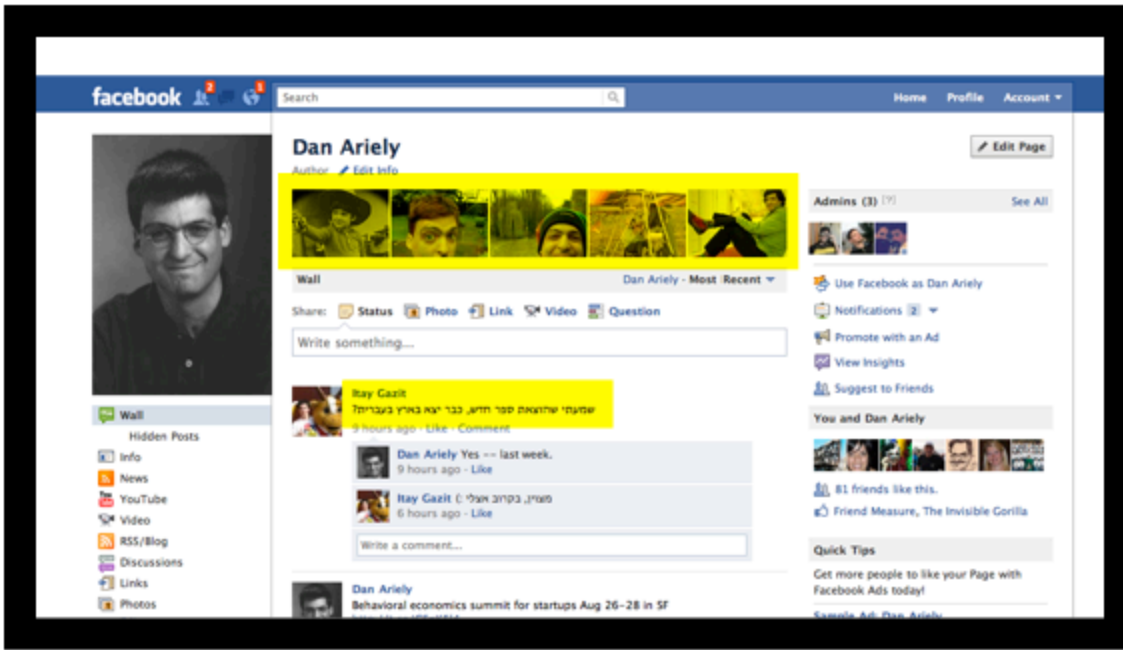 facebook 2 1 Search Home Profile Account
Dan Ariely
Edit Page
Author Edit Info
Admins (3) [?] See All
Wall Dan Ariely - Most Recent
Use Facebook as Dan Ariely
Share: Status Photo Link Video Question
Notifications 2
Write something...
Promote with an Ad
View Insights
Suggest to Friends
Itay Gazit
שמעתי שהוצאת ספר חדש, כבר יצא בארץ בעברית?
9 hours ago · Like · Comment
Wall
You and Dan Ariely
Hidden Posts
Dan Ariely Yes -- last week.
9 hours ago · Like
Info
News
YouTube
81 friends like this.
Itay Gazit מצוין, בקרוב אצלי :)
6 hours ago · Like
Friend Measure, The Invisible Gorilla
Video
RSS/Blog
Write a comment...
Quick Tips
Discussions
Get more people to like your Page with
Facebook Ads today!
Links
Dan Ariely
Photos
Behavioral economics summit for startups Aug 26-28 in SF
Sample Ad: Dan Ariely